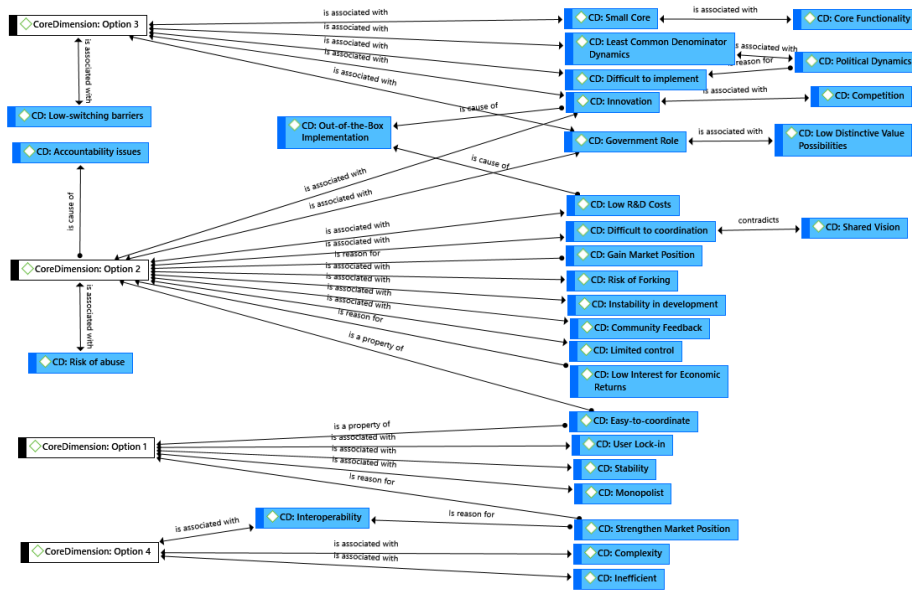 CoreDimension: Option 3
is associated with
CD: Small Core
is associated with
CD: Core Functionality
is associated with
CD: Least Common Denominator
Dynamics
is associated with
is reason for
CD: Political Dynamics
is associated with
is associated with
CD: Difficult to implement
is associated with
is associated with
CD: Innovation
is associated with
CD: Competition
is cause of
CD: Low-switching barriers
CD: Out-of-the-Box
Implementation
CD: Government Role
is associated with
CD: Low Distinctive Value
Possibilities
CD: Accountability issues
is cause of
is associated with
is associated with
is cause of
CD: Low R&D Costs
is associated with
CD: Difficult to coordination
contradicts
CD: Shared Vision
is associated with
is reason for
CD: Gain Market Position
CoreDimension: Option 2
is associated with
CD: Risk of Forking
is associated with
CD: Instability in development
is associated with
is associated with
CD: Community Feedback
is associated with
is reason for
CD: Limited control
is a property of
CD: Risk of abuse
CD: Low Interest for Economic
Returns
CD: Easy-to-coordinate
is a property of
CoreDimension: Option 1
is associated with
CD: User Lock-in
is associated with
CD: Stability
is reason for
CD: Monopolist
CD: Interoperability
is reason for
CD: Strengthen Market Position
is associated with
CoreDimension: Option 4
is associated with
CD: Complexity
is associated with
CD: Inefficient